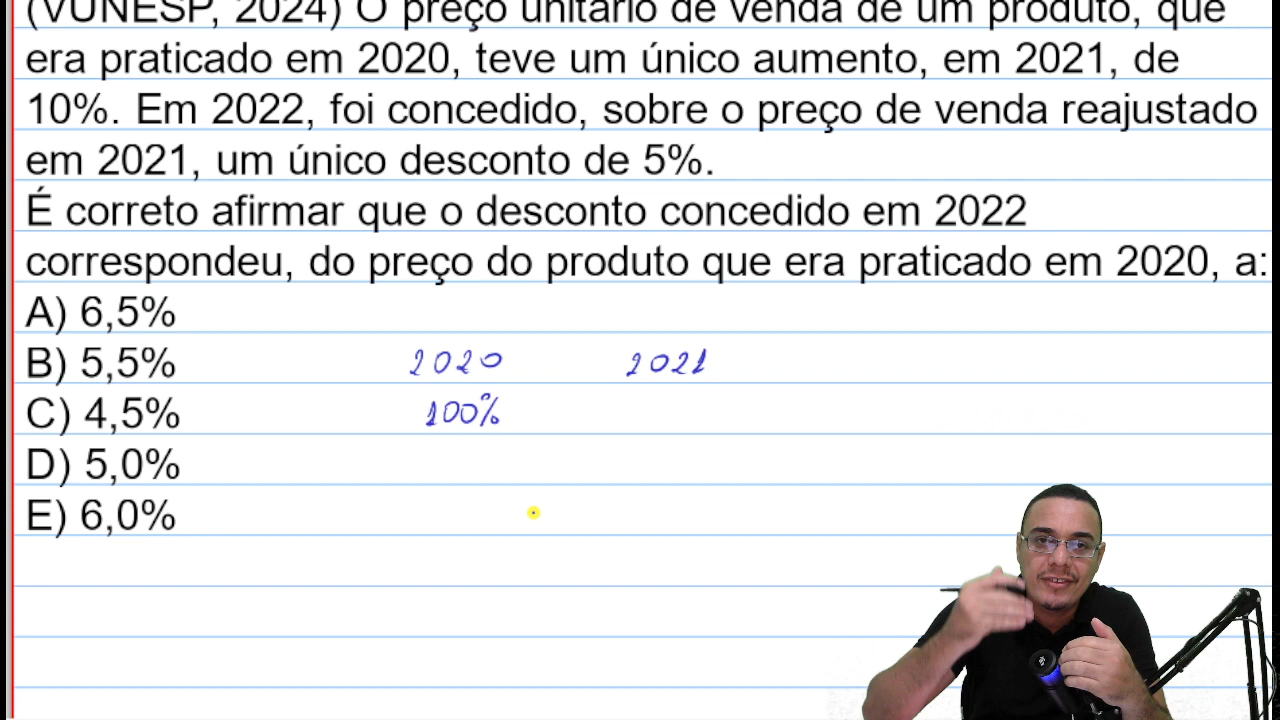 (VUNESP, 2024) O preço unitário de venda de um produto, que
era praticado em 2020, teve um único aumento, em 2021, de
10%. Em 2022, foi concedido, sobre o preço de venda reajustado
em 2021, um único desconto de 5%.
É correto afirmar que o desconto concedido em 2022
correspondeu, do preço do produto que era praticado em 2020, a:
A) 6,5%
B) 5,5%
2020 2021
C) 4,5%
100%
D) 5,0%
E) 6,0%